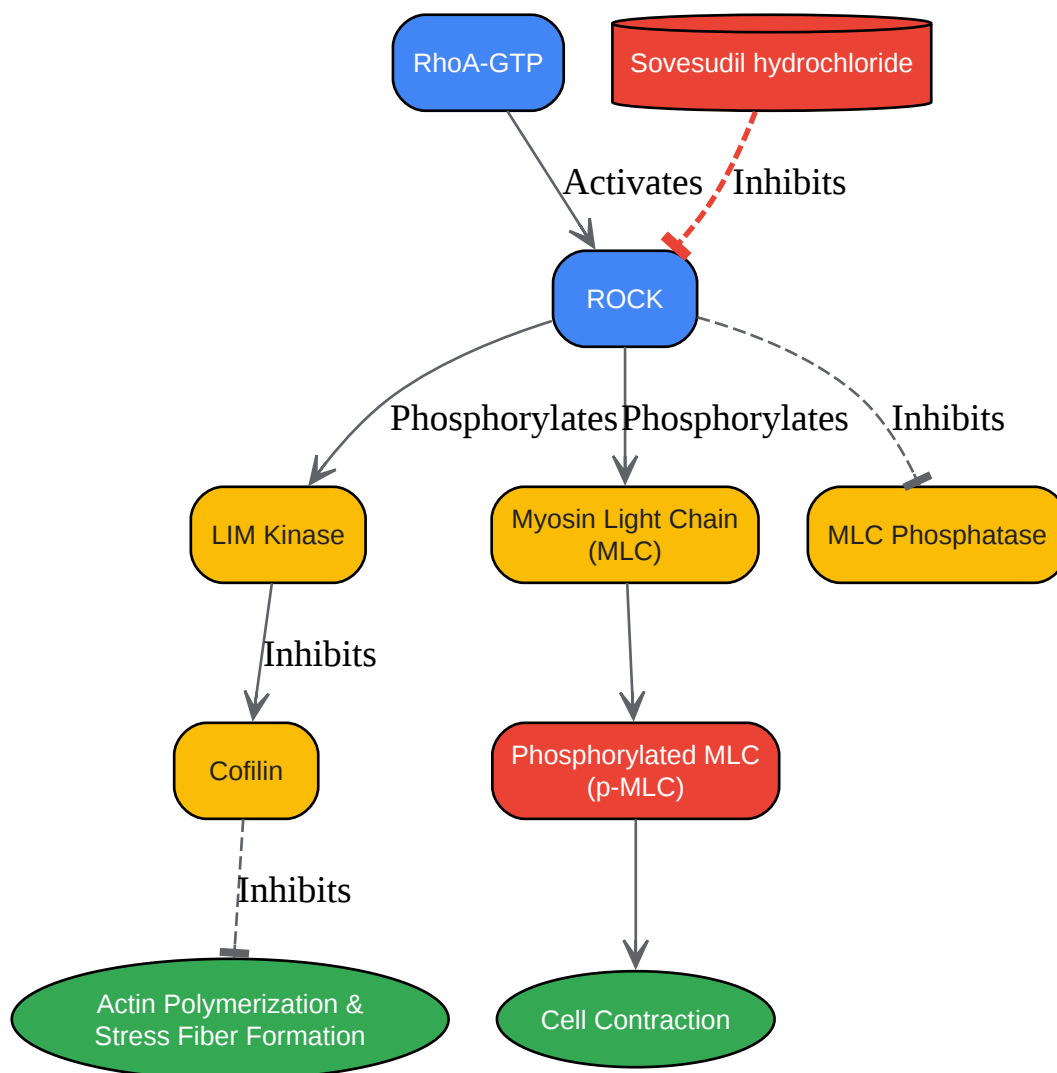 RhoA-GTP
Sovesudil hydrochloride
Activates
Inhibits
ROCK
Phosphorylates
Phosphorylates
Inhibits
LIM Kinase
Myosin Light Chain
(MLC)
MLC Phosphatase
Inhibits
Cofilin
Phosphorylated MLC
(p-MLC)
Inhibits
Actin Polymerization &
Stress Fiber Formation
Cell Contraction